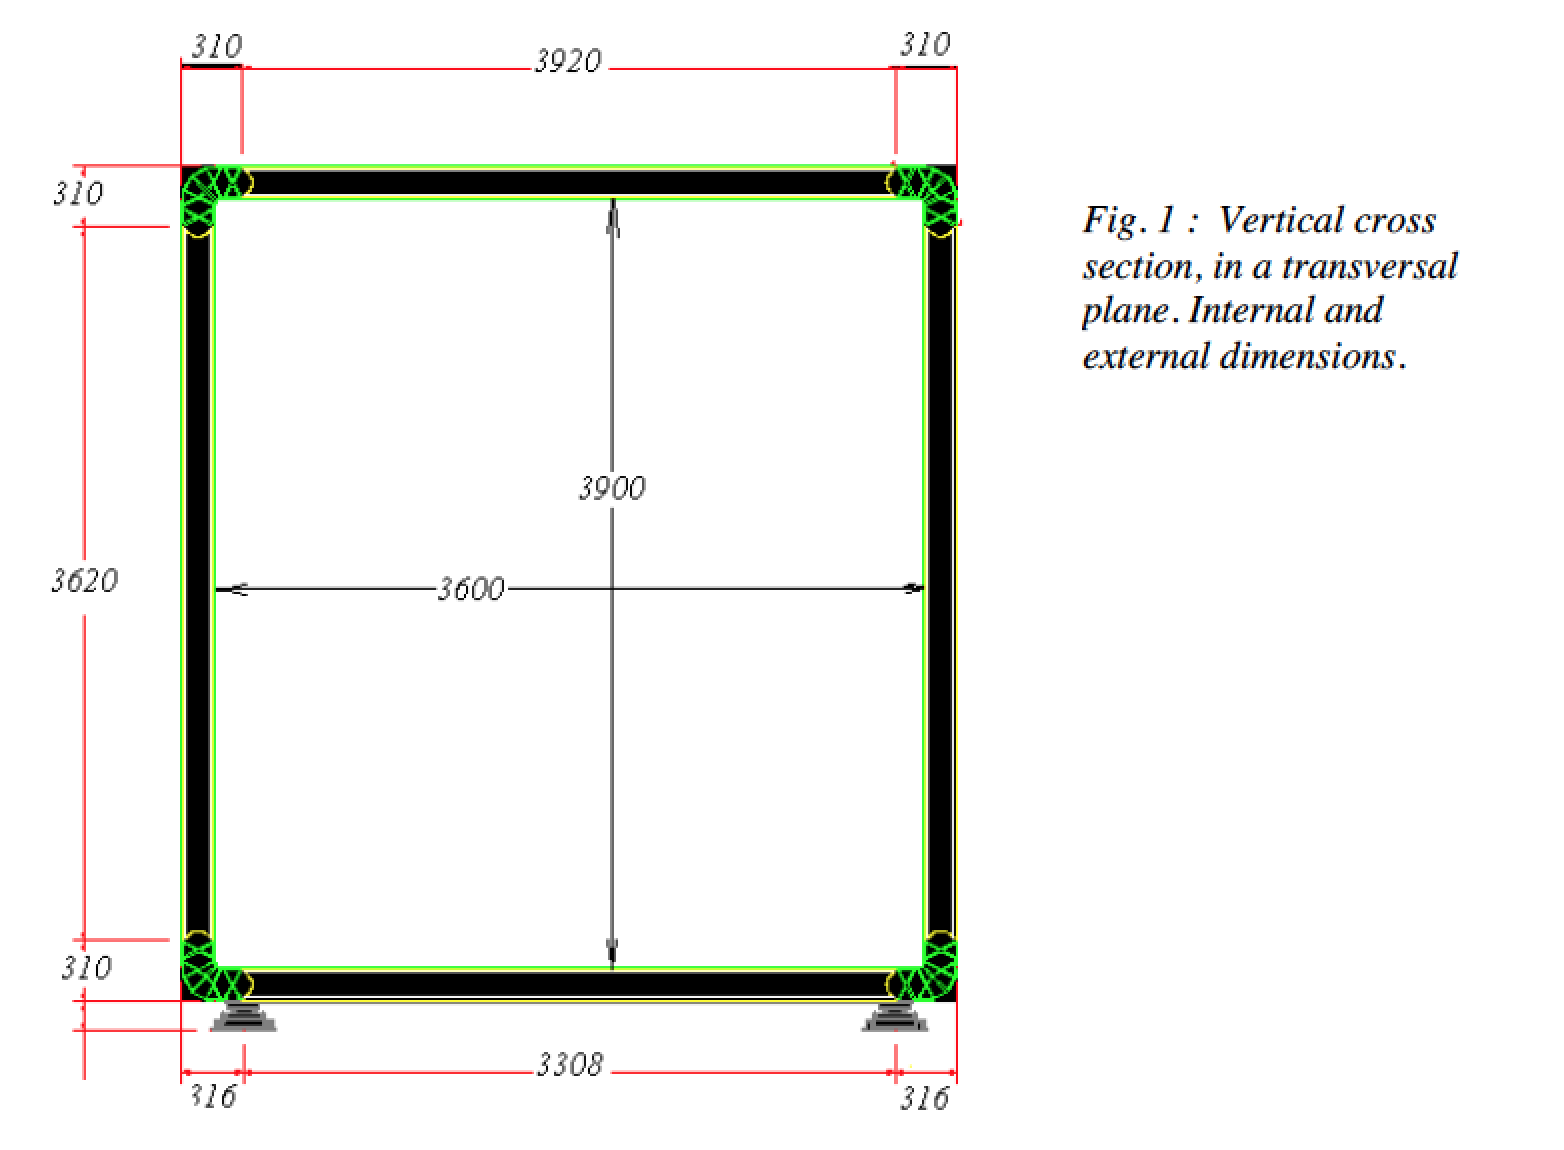 310
3920
310
310
Fig. 1 : Vertical cross
section, in a transversal
plane. Internal and
external dimensions.
3900
3620
3600
310
3308
316
316